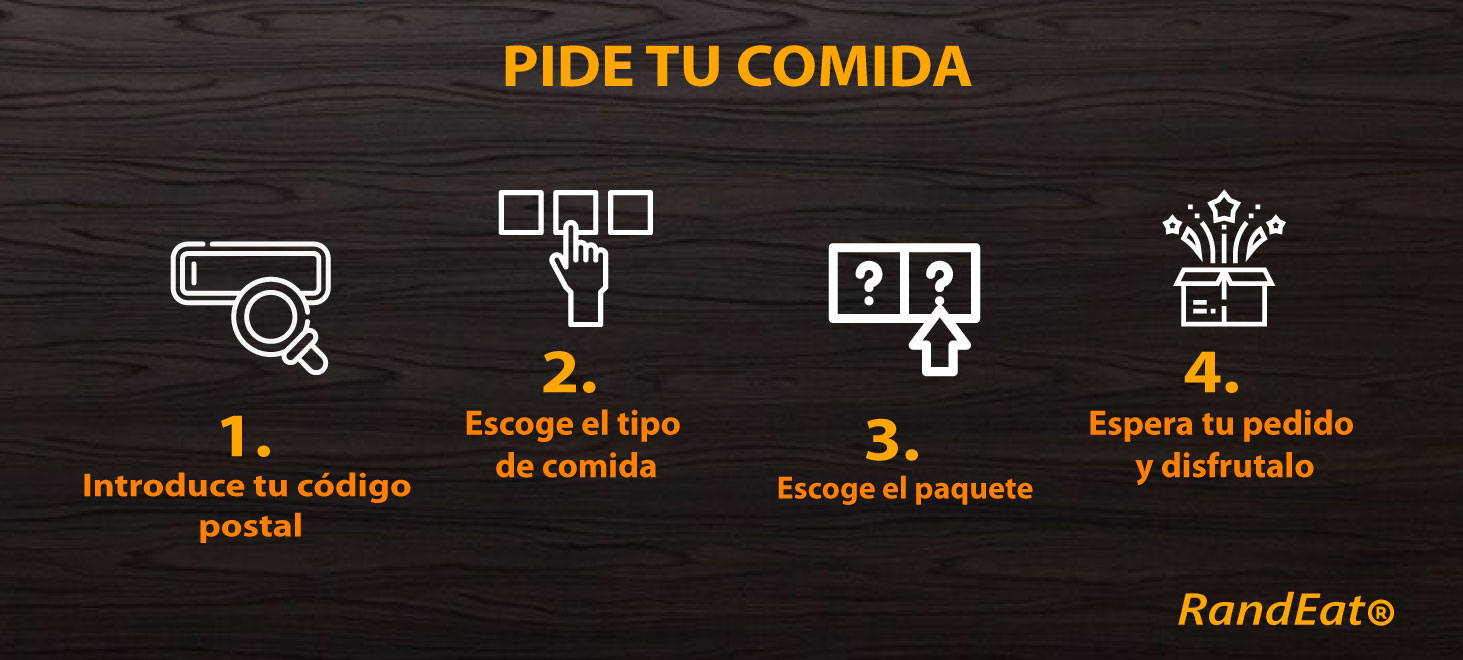 PIDE TU COMIDA
1.
Introduce tu código
postal
2.
Escoge el tipo
de comida
? ?
3.
Escoge el paquete
4.
Espera tu pedido
y disfrutalo
RandEat®